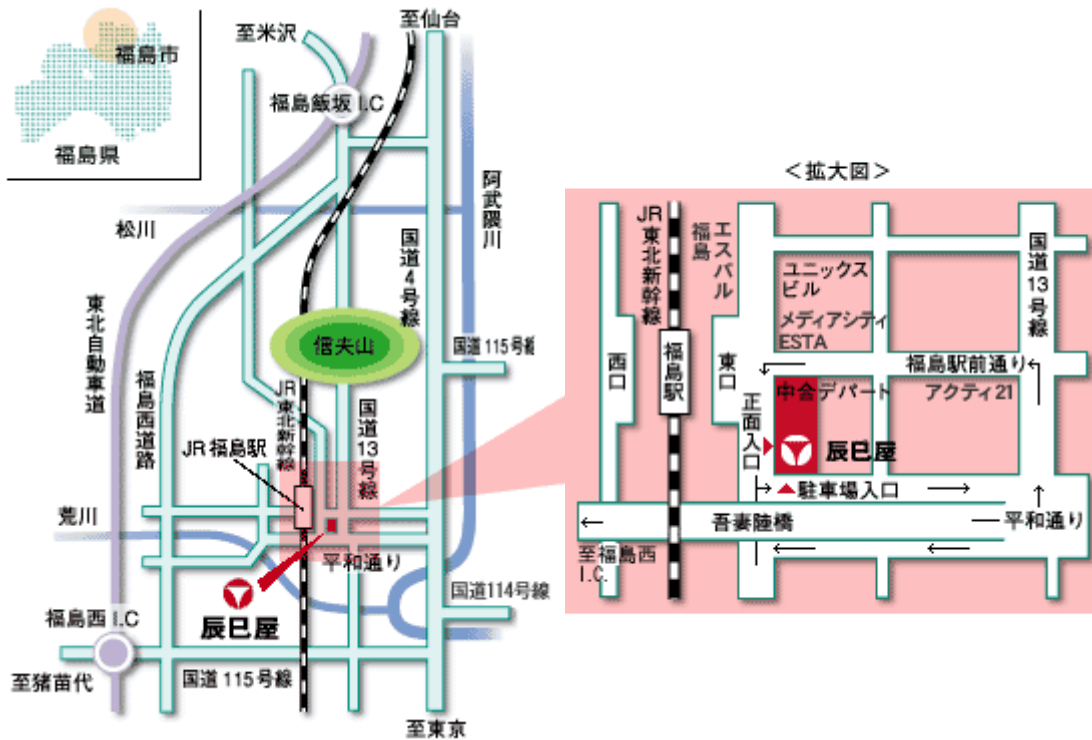 福島市
福島県
至米沢
至仙台
福島飯坂I.C
阿武隈川
松川
国道4号線
東北自動車道
信夫山
国道115号線
福島西道路
JR東北新幹線
国道13号線
JR福島駅
荒川
平和通り
国道114号線
福島西I.C
辰巳屋
至猪苗代
国道115号線
至東京
＜拡大図＞
JR東北新幹線
エスパル
福島
ユニックス
ビル
メディアシティ
ESTA
国道13号線
西口
福島駅
東口
福島駅前通り
正面入口
中合デパート
アクティ21
辰巳屋
駐車場入口
吾妻陸橋
平和通り
至福島西
I.C.